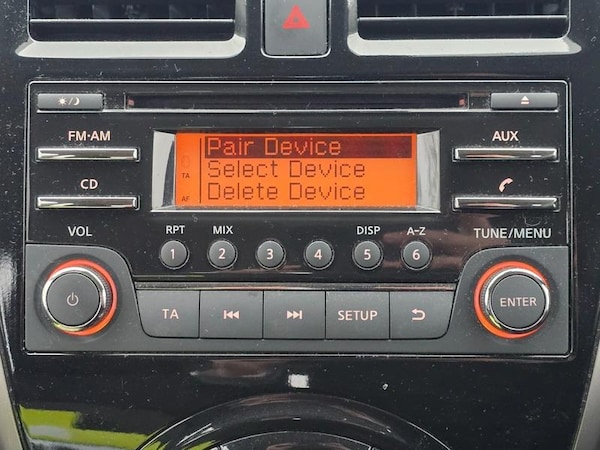 FM·AM
AUX
CD
Pair Device
Select Device
Delete Device
TA
AF
VOL
TUNE/MENU
RPT
MIX
DISP
A-Z
1
2
3
4
5
6
TA
SETUP
ENTER